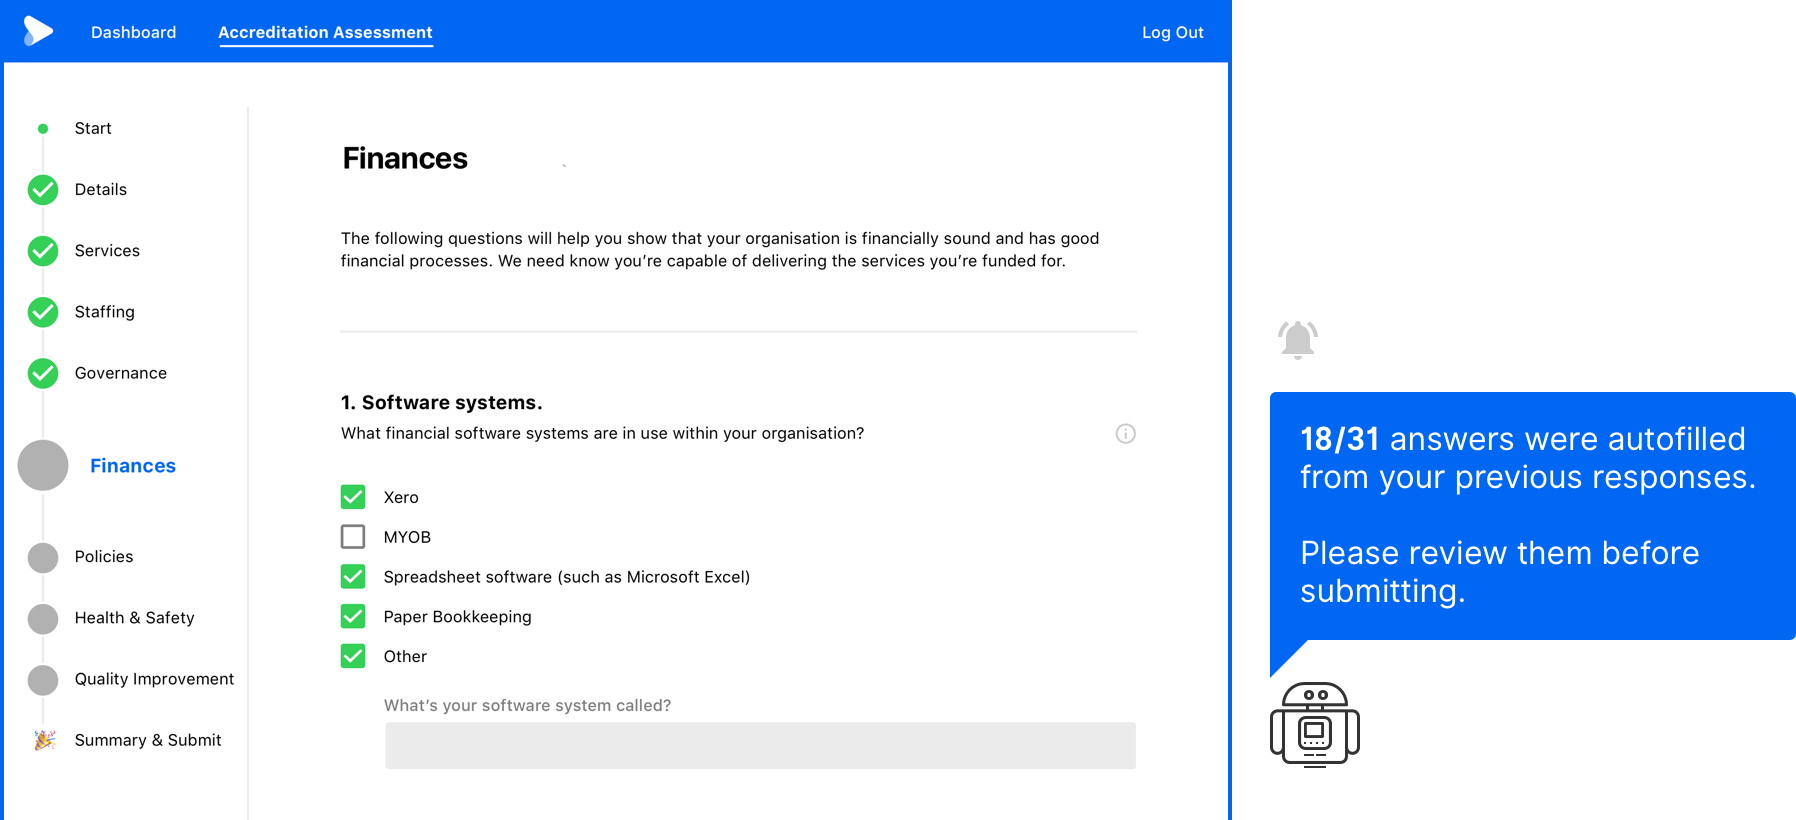 Dashboard
Accreditation Assessment
Log Out
Start
Details
Services
Staffing
Governance
Finances
Policies
Health & Safety
Quality Improvement
Summary & Submit
Finances
The following questions will help you show that your organisation is financially sound and has good
financial processes. We need know you’re capable of delivering the services you’re funded for.
1. Software systems.
What financial software systems are in use within your organisation?
Xero
MYOB
Spreadsheet software (such as Microsoft Excel)
Paper Bookkeeping
Other
What’s your software system called?
18/31 answers were autofilled
from your previous responses.
Please review them before
submitting.